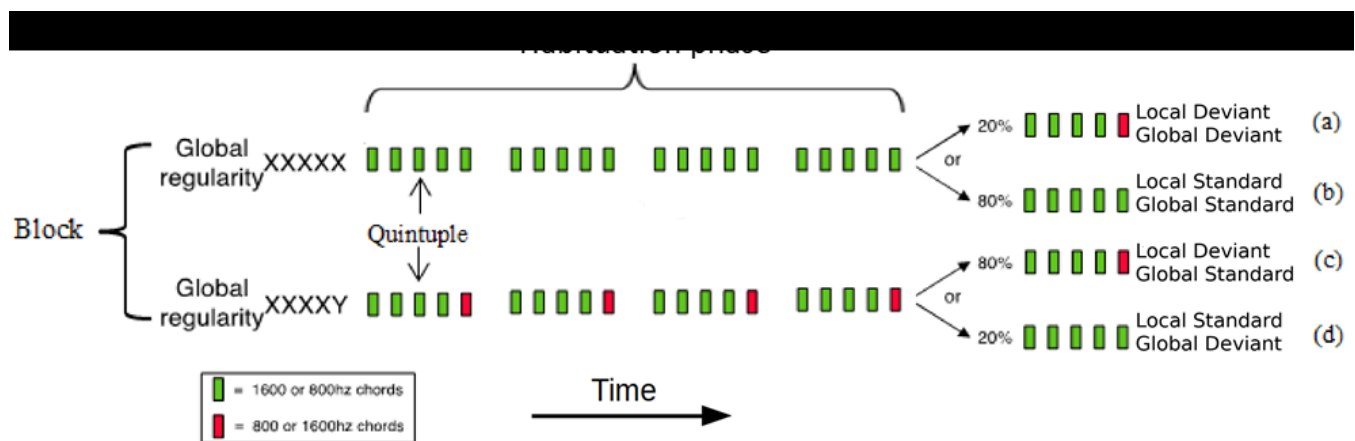 Habituation phase
Global
regularity XXXXX
20%
Local Deviant
Global Deviant
(a)
or
80%
Local Standard
Global Standard
(b)
Block
Quintuple
Global
regularity XXXXY
80%
Local Deviant
Global Standard
(c)
or
20%
Local Standard
Global Deviant
(d)
= 1600 or 800hz chords
= 800 or 1600hz chords
Time